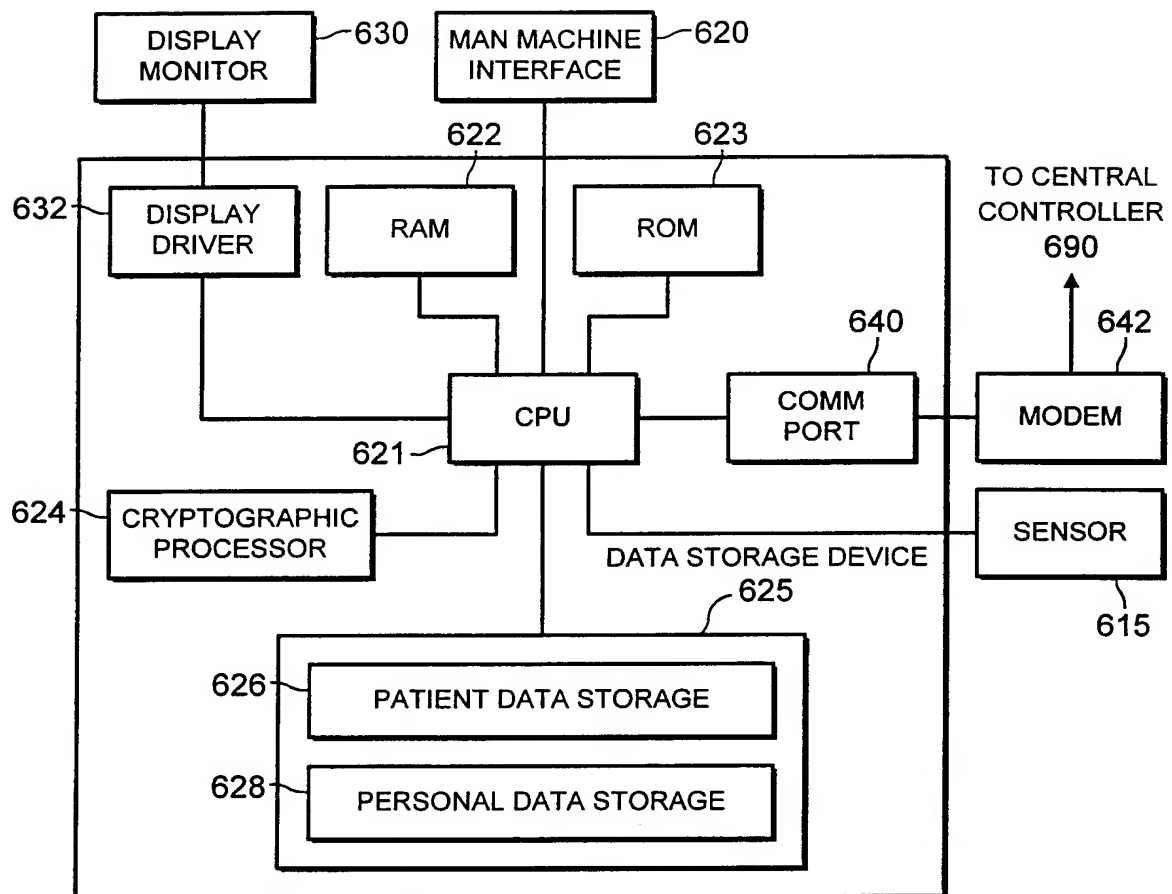 DISPLAY
MONITOR
630
MAN MACHINE
INTERFACE
620
622
623
632
DISPLAY
DRIVER
RAM
ROM
TO CENTRAL
CONTROLLER
690
640
642
CPU
621
COMM
PORT
MODEM
624
CRYPTOGRAPHIC
PROCESSOR
DATA STORAGE DEVICE
625
SENSOR
615
626
PATIENT DATA STORAGE
628
PERSONAL DATA STORAGE